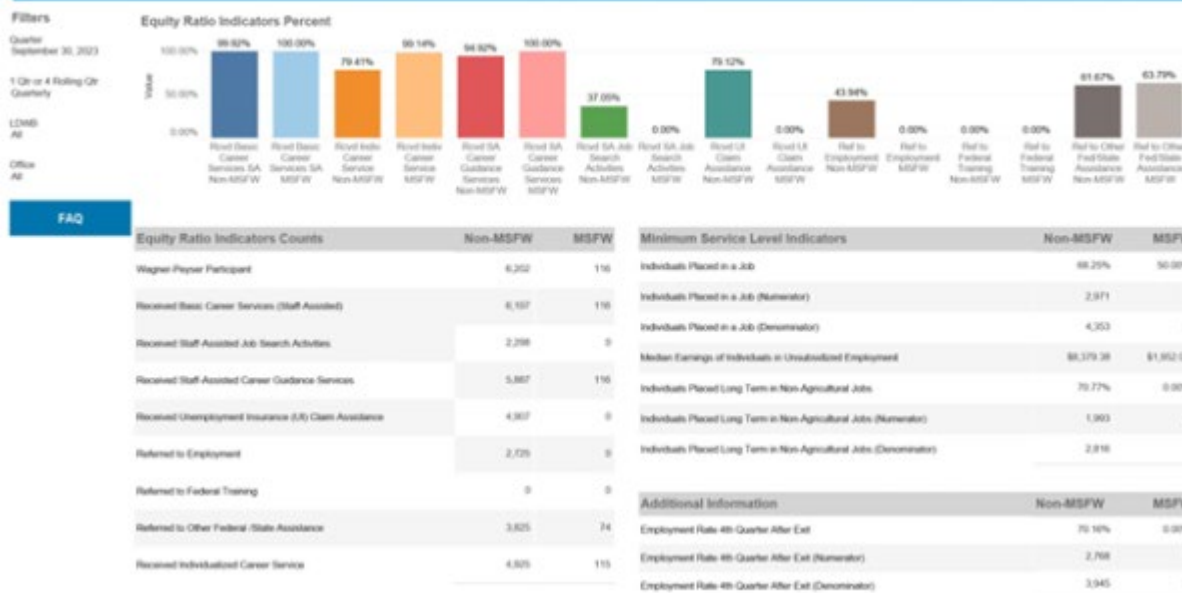 Filters
Quarter
September 30, 2023
1 Qtr or 4 Rolling Qtr
Quarterly
LDWB
All
Office
All
FAQ
Equity Ratio Indicators Percent
Value
100.00%
50.00%
0.00%
99.92% 100.00% 79.41% 99.14% 94.92% 100.00% 37.05% 0.00% 79.12% 0.00% 43.94% 0.00% 0.00% 0.00% 61.67% 63.79%
Rcvd Basic Career Services SA Non-MSFW
Rcvd Basic Career Services SA MSFW
Rcvd Indiv Career Service Non-MSFW
Rcvd Indiv Career Service MSFW
Rcvd SA Career Guidance Services Non-MSFW
Rcvd SA Career Guidance Services MSFW
Rcvd SA Job Search Activities Non-MSFW
Rcvd SA Job Search Activities MSFW
Rcvd UI Claim Assistance Non-MSFW
Rcvd UI Claim Assistance MSFW
Ref to Employment Non-MSFW
Ref to Employment MSFW
Ref to Federal Training Non-MSFW
Ref to Federal Training MSFW
Ref to Other Fed/State Assistance Non-MSFW
Ref to Other Fed/State Assistance MSFW
Equity Ratio Indicators Counts Non-MSFW MSFW
Wagner-Peyser Participant 6,202 116
Received Basic Career Services (Staff-Assisted) 116
Received Staff-Assisted Job Search Activities 2,298 0
Received Staff-Assisted Career Guidance Services 5,887 116
Received Unemployment Insurance (UI) Claim Assistance 4,907 0
Referred to Employment 2,725 0
Referred to Federal Training 0 0
Referred to Other Federal /State Assistance 3,825 74
Received Individualized Career Service 4,925 115
Minimum Service Level Indicators Non-MSFW MSFW
Individuals Placed in a Job 68.25% 50.00
Individuals Placed in a Job (Numerator) 2,971
Individuals Placed in a Job (Denominator) 4,353
Median Earnings of Individuals in Unsubsidized Employment $8,379.38
Individuals Placed Long Term in Non-Agricultural Jobs 70.77% 0.00
Individuals Placed Long Term in Non-Agricultural Jobs (Numerator) 1,993
Individuals Placed Long Term in Non-Agricultural Jobs (Denominator) 2,816
Additional Information Non-MSFW MSFW
Employment Rate 4th Quarter After Exit 70.16% 0.00
Employment Rate 4th Quarter After Exit (Numerator) 2,768
Employment Rate 4th Quarter After Exit (Denominator) 3,945